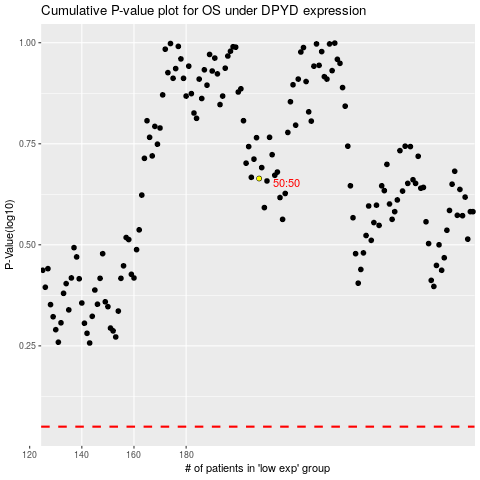 Cumulative P-value plot for OS under DPYD expression
P-Value(log10)
1.00
0.75
0.50
0.25
50:50
120 140 160 180
# of patients in 'low exp' group